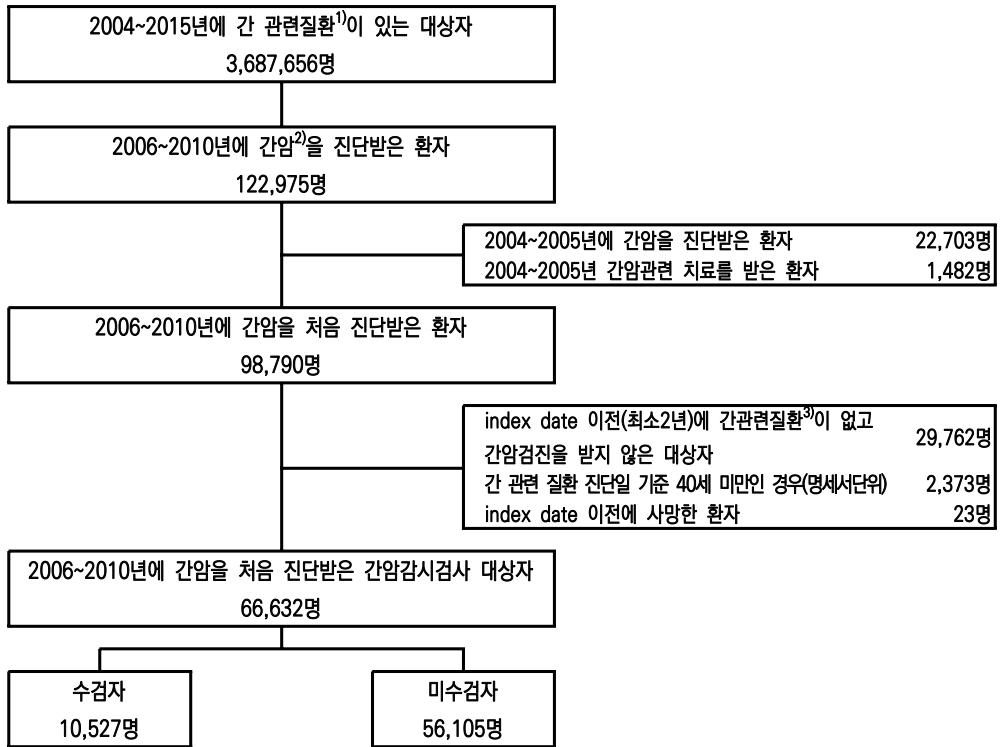 2004~2015년에 간 관련질환1)이 있는 대상자
3,687,656명
2006~2010년에 간암2)을 진단받은 환자
122,975명
2004~2005년에 간암을 진단받은 환자 22,703명
2004~2005년 간암관련 치료를 받은 환자 1,482명
2006~2010년에 간암을 처음 진단받은 환자
98,790명
index date 이전(최소2년)에 간관련질환3)이 없고
간암검진을 받지 않은 대상자 29,762명
간 관련 질환 진단일 기준 40세 미만인 경우(명세서단위) 2,373명
index date 이전에 사망한 환자 23명
2006~2010년에 간암을 처음 진단받은 간암감시검사 대상자
66,632명
수검자 미수검자
10,527명 56,105명